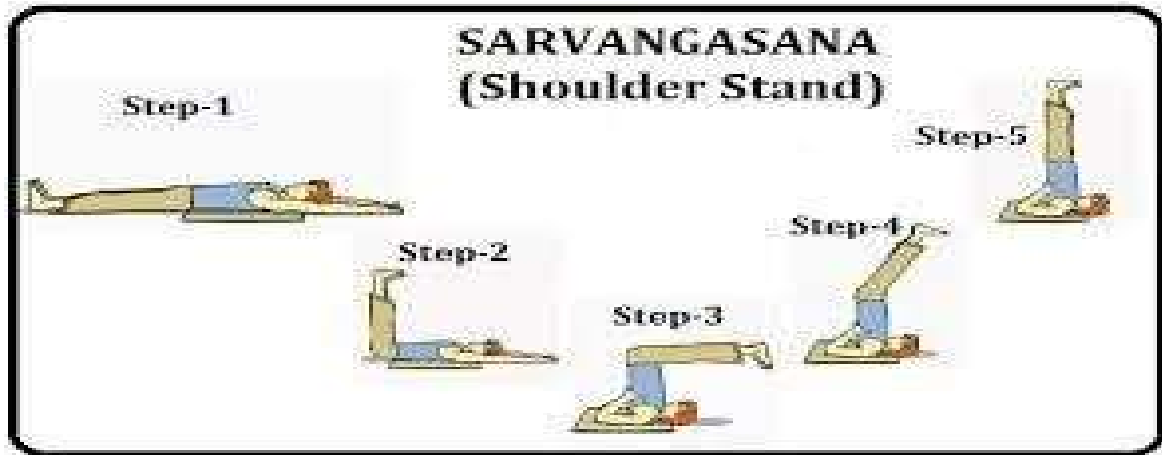 SARVANGASANA
(Shoulder Stand)
Step-1
Step-2
Step-3
Step-4
Step-5